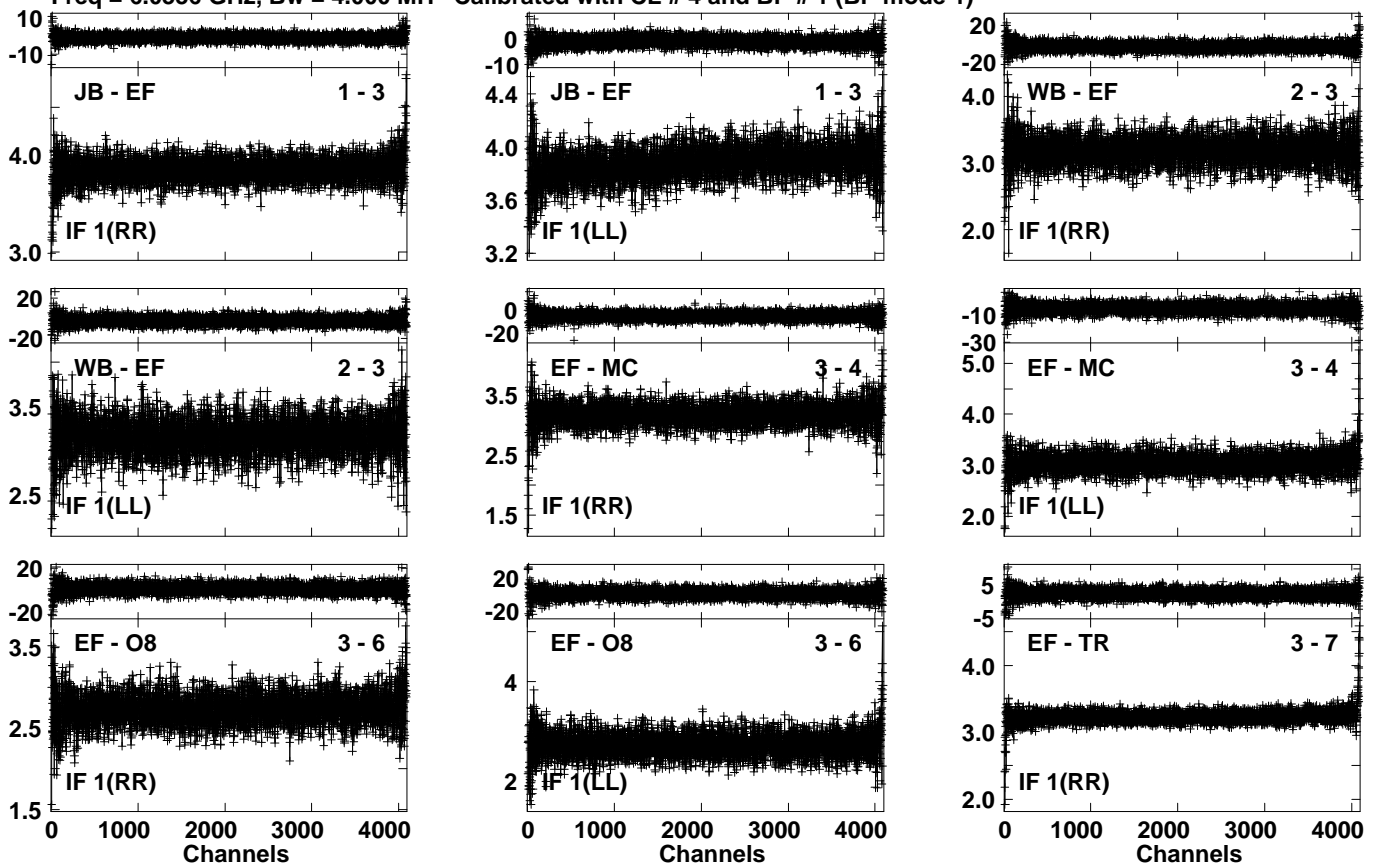 Calibrated with CL # 4 and BP # 1 (BP mode 1)
10
-10
JB - EF 1 - 3
4.0
3.0
IF 1(RR)
0
-10
JB - EF 1 - 3
4.4
4.0
3.6
3.2
IF 1(LL)
20
-20
WB - EF 2 - 3
4.0
3.0
2.0
IF 1(RR)
20
-20
WB - EF 2 - 3
3.5
2.5
IF 1(LL)
0
-20
EF - MC 3 - 4
3.5
2.5
1.5
IF 1(RR)
-10
-30
EF - MC 3 - 4
5.0
4.0
3.0
2.0
IF 1(LL)
20
-20
EF - O8 3 - 6
3.5
2.5
1.5
IF 1(RR)
0 1000 2000 3000 4000
Channels
20
-20
EF - O8 3 - 6
4
2
IF 1(LL)
0 1000 2000 3000 4000
Channels
5
-5
EF - TR 3 - 7
4.0
3.0
2.0
IF 1(RR)
0 1000 2000 3000 4000
Channels